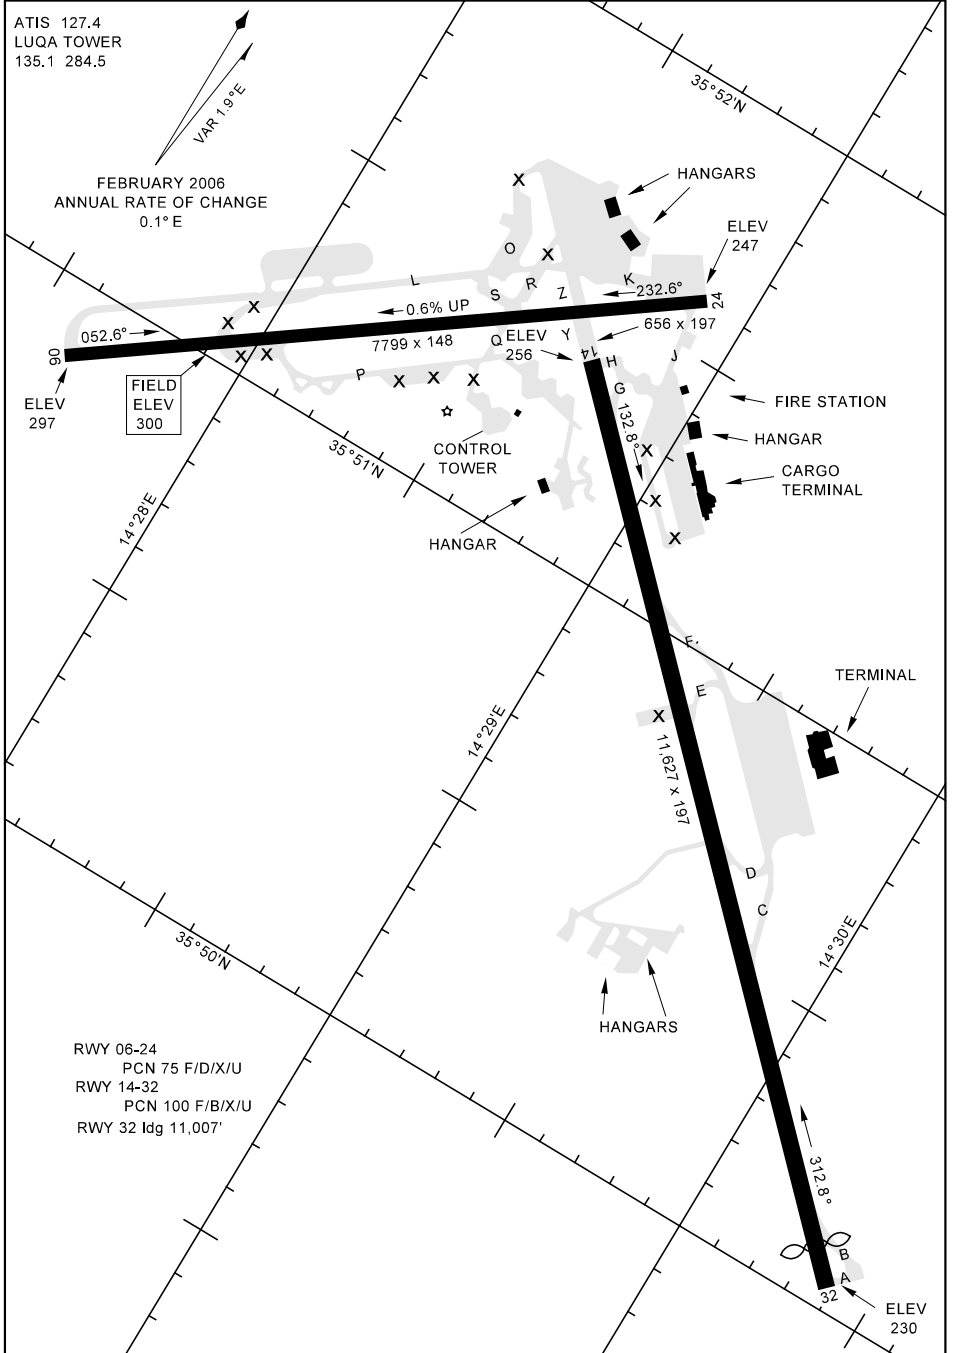 ATIS 127.4
LUQA TOWER
135.1 284.5
VAR 1.9°E
FEBRUARY 2006
ANNUAL RATE OF CHANGE
0.1° E
35°52'N
HANGARS
ELEV
247
O
X
X
L
S
R
Z
K
232.6°
24
X
X
0.6% UP
656 x 197
052.6°
06
7799 x 148
Q
ELEV
256
Y
14
H
J
X
X
P
X
X
X
G
FIELD
ELEV
300
ELEV
297
FIRE STATION
132.8°
HANGAR
CONTROL
TOWER
X
35°51'N
CARGO
TERMINAL
X
14°28'E
HANGAR
X
F
E
TERMINAL
14°29'E
X
11,627 x 197
D
C
14°30'E
35°50'N
HANGARS
RWY 06-24
PCN 75 F/D/X/U
RWY 14-32
PCN 100 F/B/X/U
RWY 32 ldg 11,007'
312.8°
B
A
32
ELEV
230